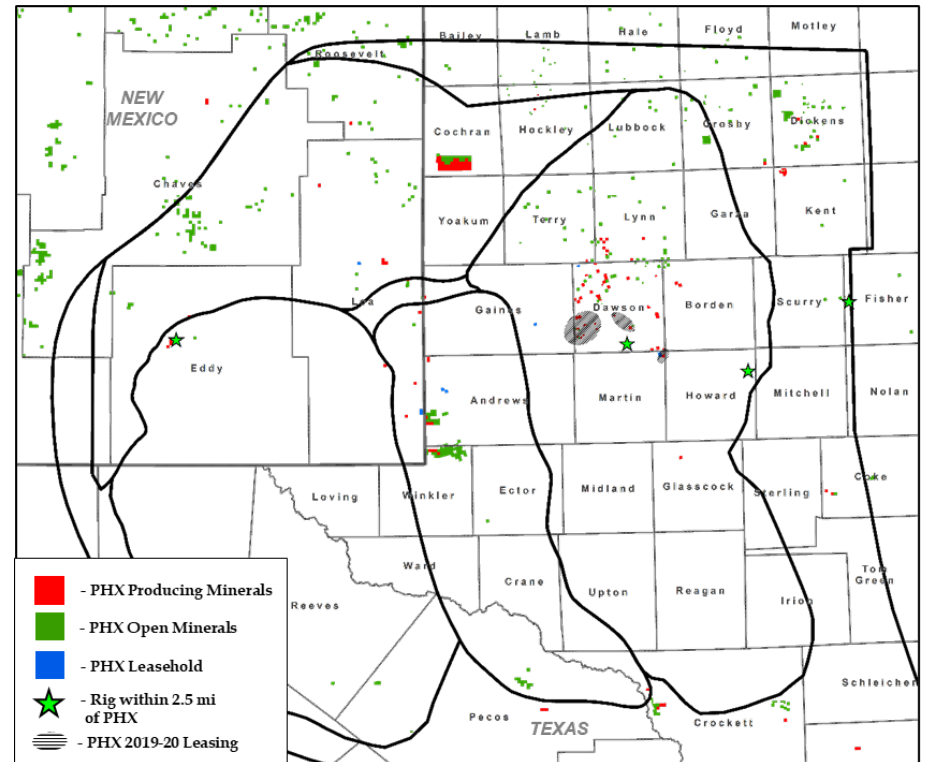 Bailey
Lamb
Hale
Floyd
Motley
Roosevelt
NEW
MEXICO
Cochran
Hockley
Lubbock
Crosby
Dickens
Chaves
Yoakum
Terry
Lynn
Garza
Kent
Lea
Gaines
Dawson
Borden
Scurry
Fisher
Eddy
Andrews
Martin
Howard
Mitchell
Nolan
Loving
Winkler
Ector
Midland
Glasscock
Sterling
Coke
Ward
Crane
Upton
Reagan
Irion
Tom
Green
Reeves
Pecos
TEXAS
Crockett
Schleicher
- PHX Producing Minerals
- PHX Open Minerals
- PHX Leasehold
- Rig within 2.5 mi
of PHX
- PHX 2019-20 Leasing